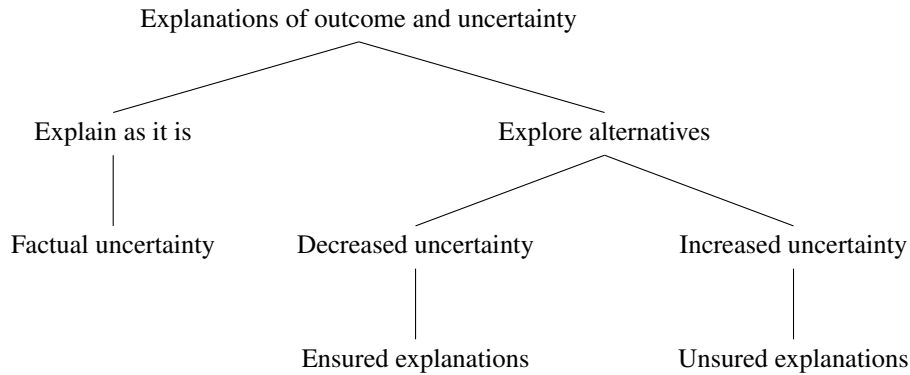 Explanations of outcome and uncertainty
Explain as it is
Explore alternatives
Factual uncertainty
Decreased uncertainty
Increased uncertainty
Ensured explanations
Unsured explanations